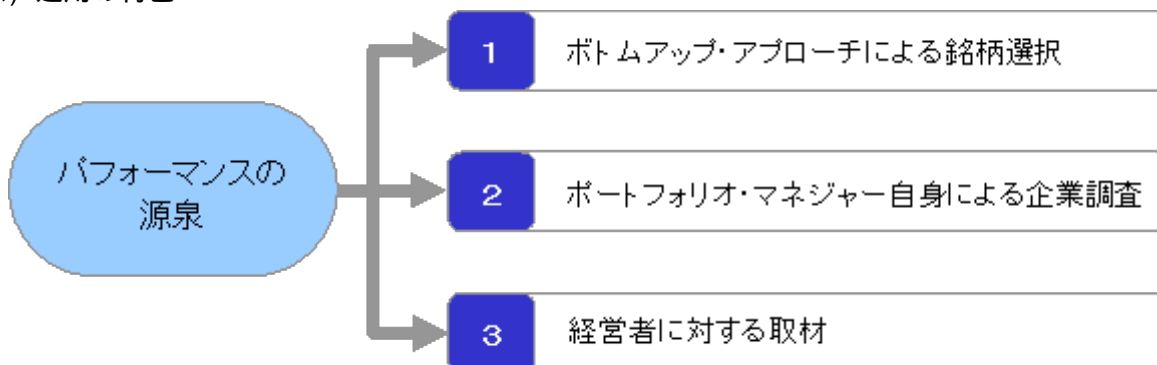 パフォーマンスの
源泉
1
ボトムアップ・アプローチによる銘柄選択
2
ポートフォリオ・マネジャー自身による企業調査
3
経営者に対する取材